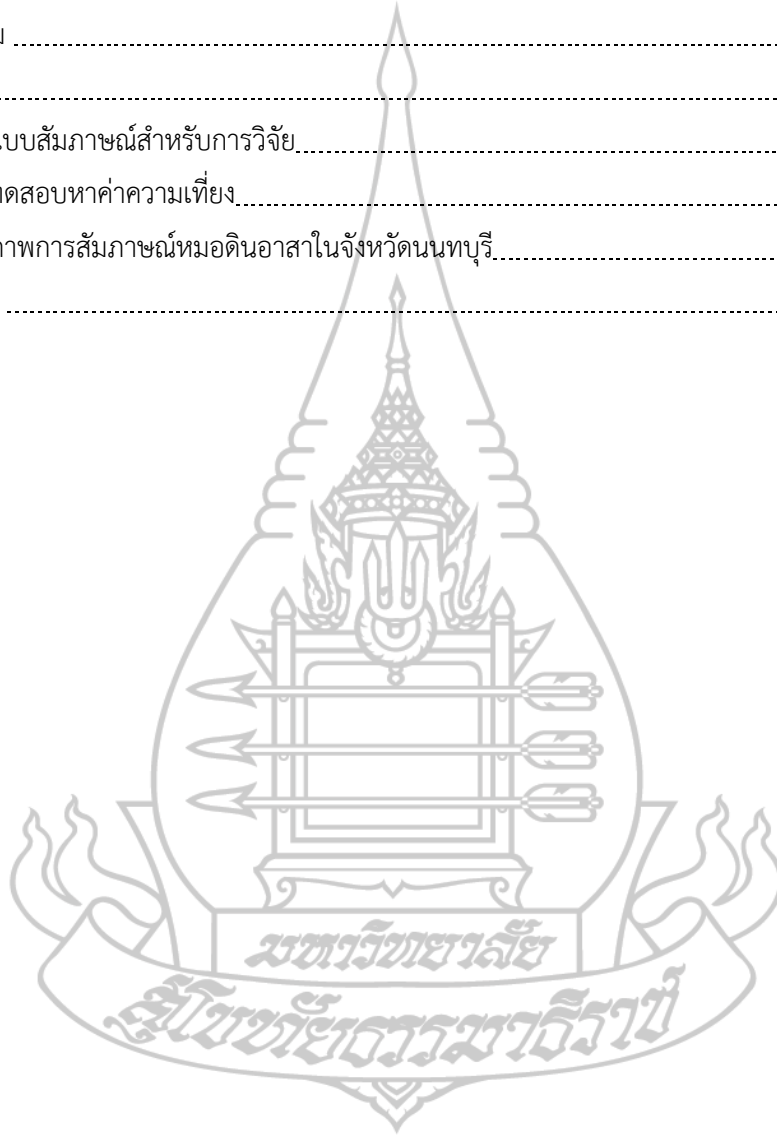 ม
แบบสัมภาษณ์สำหรับการวิจัย
ทดสอบหาค่าความเที่ยง
ภาพการสัมภาษณ์หมอดินอาสาในจังหวัดนนทบุรี
มหาวิทยาลัย
สุโขทัยธรรมาธิราช